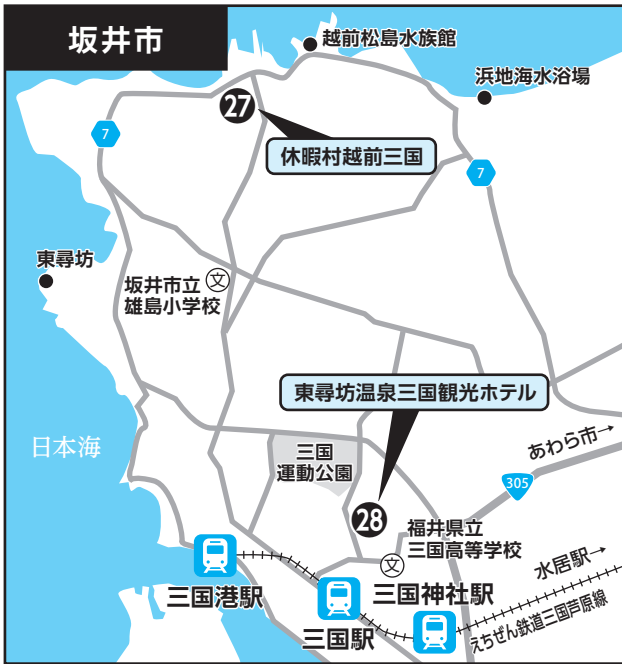 坂井市
越前松島水族館
浜地海水浴場
27
休暇村越前三国
7
7
東尋坊
坂井市立
雄島小学校
文
東尋坊温泉三国観光ホテル
日本海
三国
運動公園
あわら市→
305
28
福井県立
三国高等学校
文
水居駅→
三国港駅
三国駅
三国神社駅
えちぜん鉄道三国芦原線